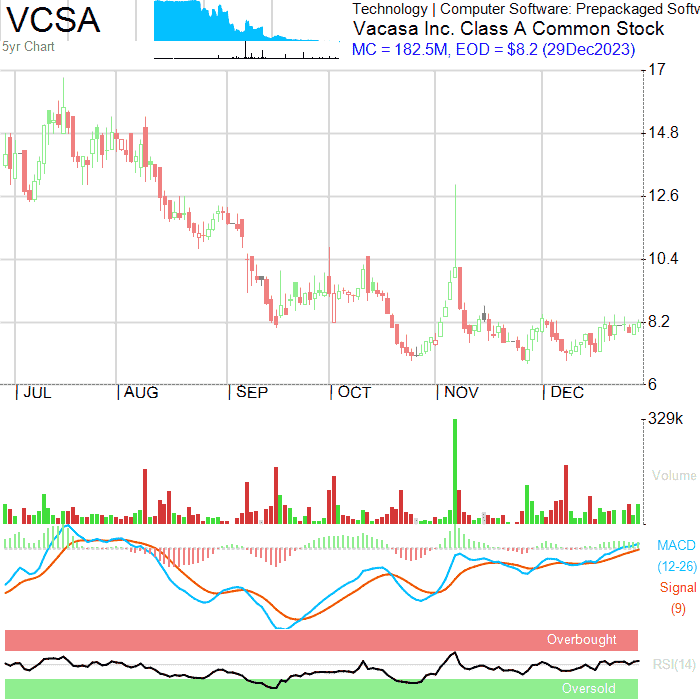 VCSA
5yr Chart
Technology | Computer Software: Prepackaged Softw
Vacasa Inc. Class A Common Stock
MC = 182.5M, EOD = $8.2 (29Dec2023)
17
14.8
12.6
10.4
8.2
6
JUL AUG SEP OCT NOV DEC
329k
Volume
MACD
(12-26)
Signal
(9)
Overbought
RSI(14)
Oversold